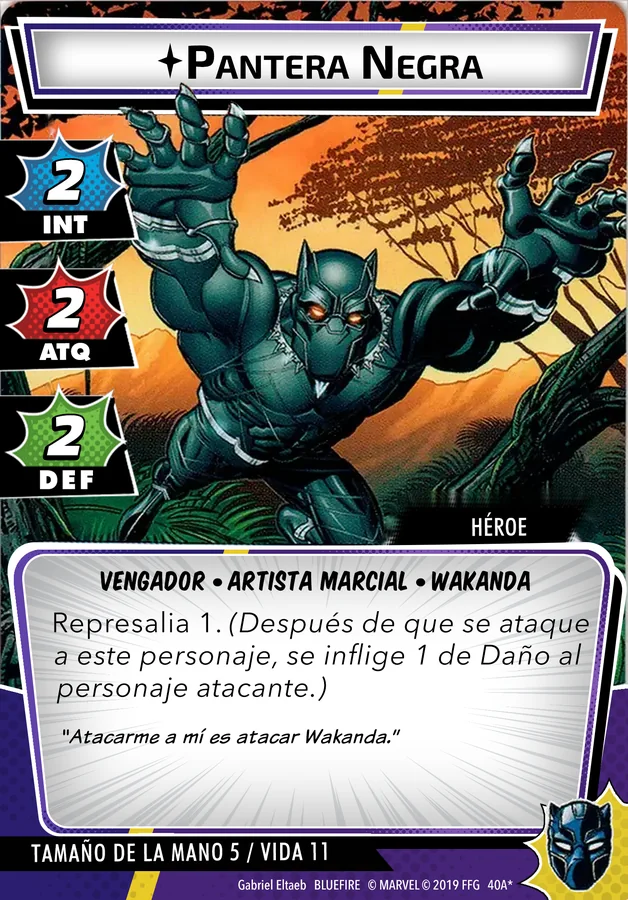 PANTERA NEGRA
2
INT
2
ATQ
2
DEF
HÉROE
VENGADOR • ARTISTA MARCIAL • WAKANDA
Represalia 1. (Después de que se ataque
a este personaje, se inflige 1 de Daño al
personaje atacante.)
"Atacarme a mí es atacar Wakanda."
TAMAÑO DE LA MANO 5 / VIDA 11
Gabriel Eltaeb BLUEFIRE © MARVEL © 2019 FFG 40A*